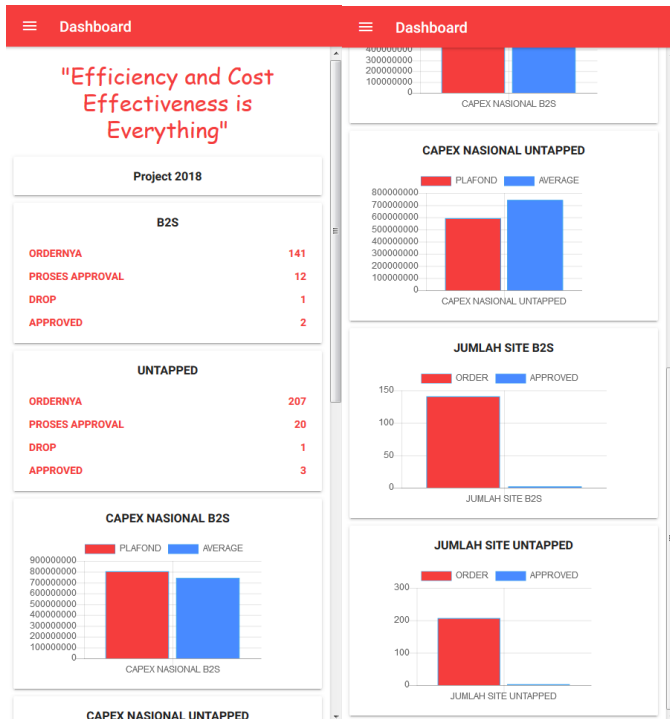 Dashboard
"Efficiency and Cost
Effectiveness is
Everything"
Project 2018
B2S
ORDERNYA 141
PROSES APPROVAL 12
DROP 1
APPROVED 2
UNTAPPED
ORDERNYA 207
PROSES APPROVAL 20
DROP 1
APPROVED 3
CAPEX NASIONAL B2S
PLAFOND AVERAGE
900000000
800000000
700000000
600000000
500000000
400000000
300000000
200000000
100000000
0
CAPEX NASIONAL B2S
CAPEX NASIONAL UNTAPPED
Dashboard
400000000
300000000
200000000
100000000
0
CAPEX NASIONAL B2S
CAPEX NASIONAL UNTAPPED
PLAFOND AVERAGE
800000000
700000000
600000000
500000000
400000000
300000000
200000000
100000000
0
CAPEX NASIONAL UNTAPPED
JUMLAH SITE B2S
ORDER APPROVED
150
100
50
0
JUMLAH SITE B2S
JUMLAH SITE UNTAPPED
ORDER APPROVED
300
200
100
0
JUMLAH SITE UNTAPPED